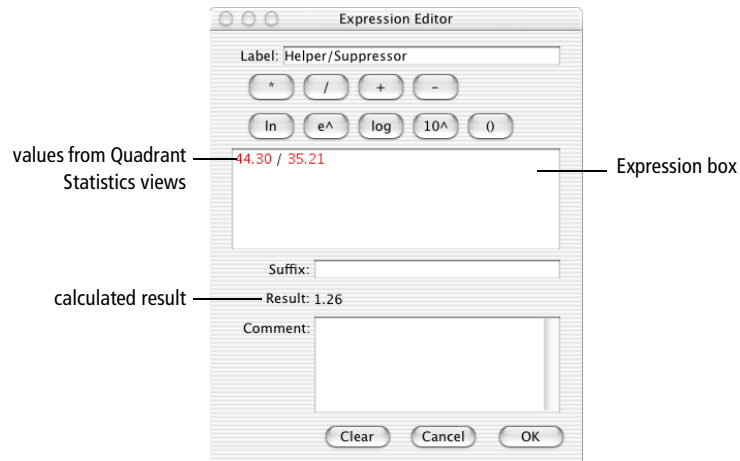 Expression Editor
Label: Helper/Suppressor
* / + -
ln e^ log 10^ ()
values from Quadrant
Statistics views
44.30 / 35.21
Expression box
Suffix:
calculated result
Result: 1.26
Comment:
Clear Cancel OK